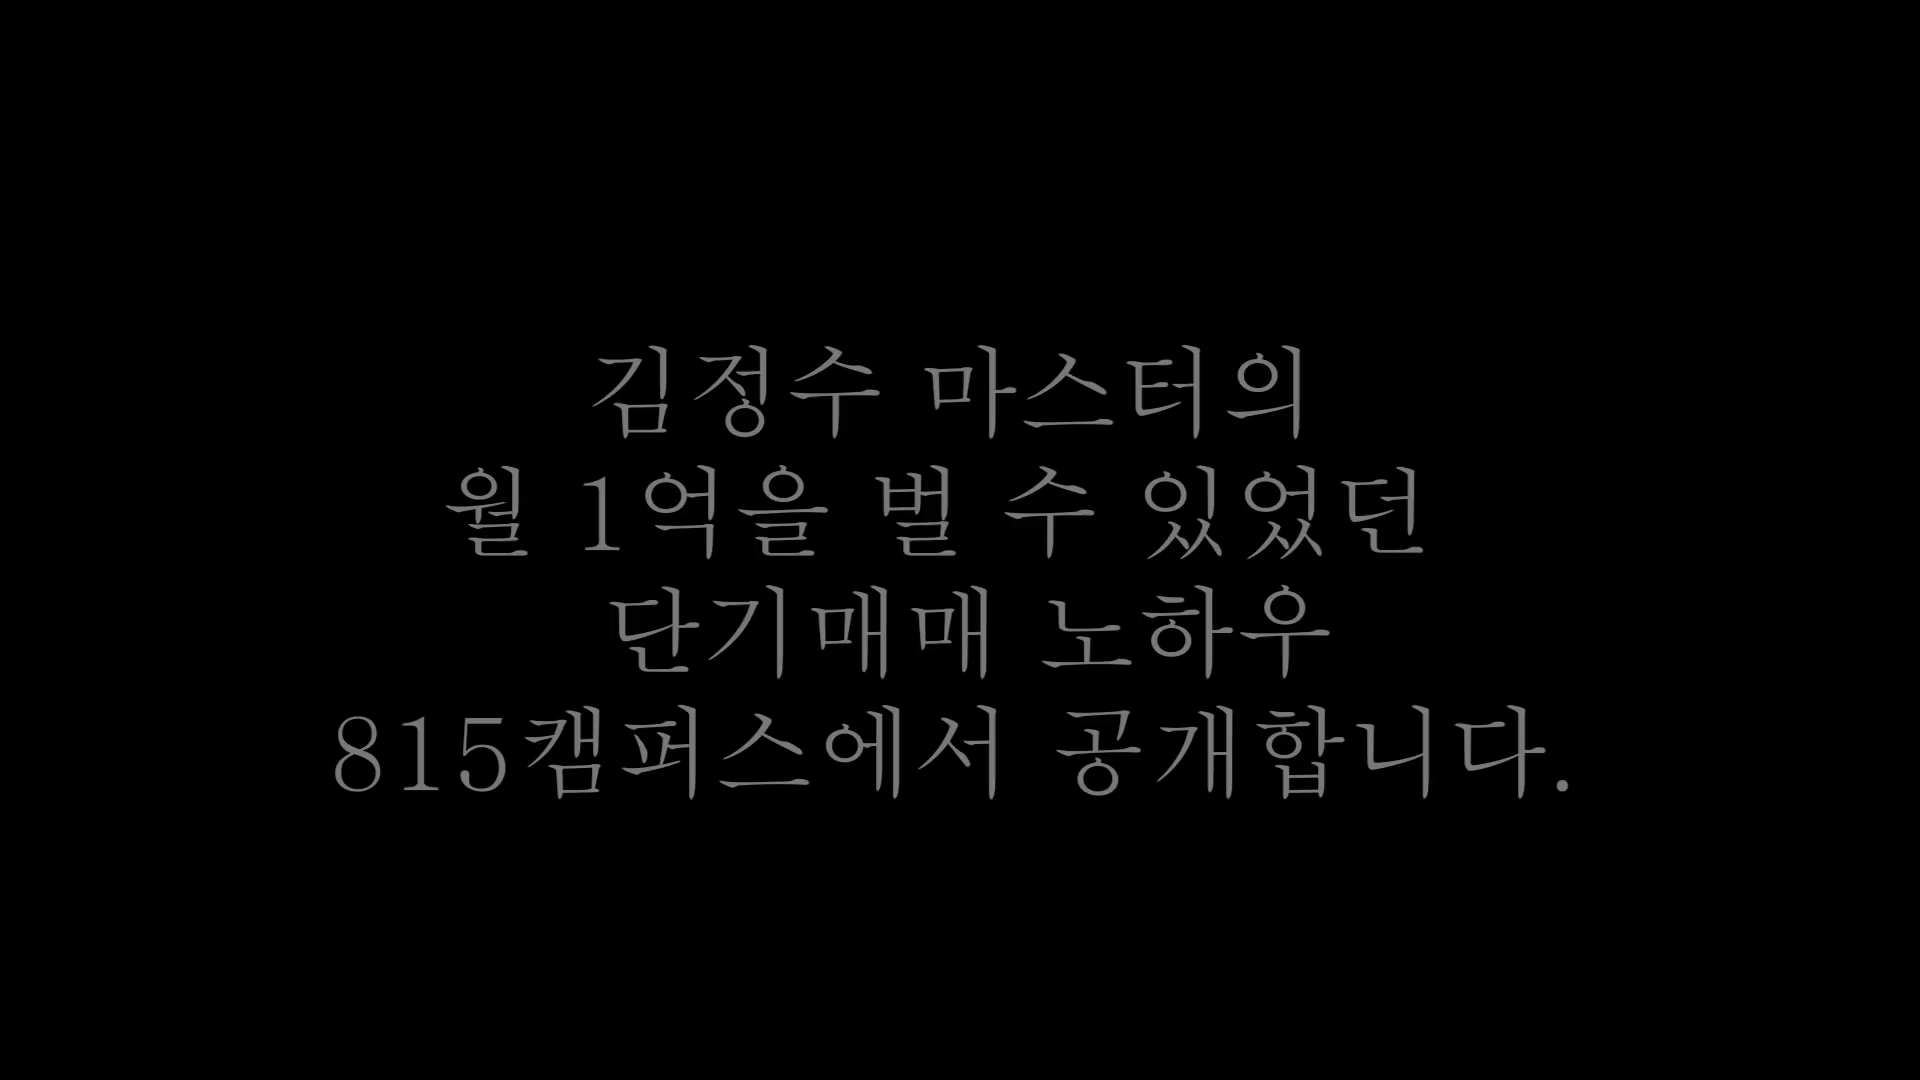 김정수 마스터의
월 1억을 벌 수 있었던
단기매매 노하우
815캠퍼스에서 공개합니다.